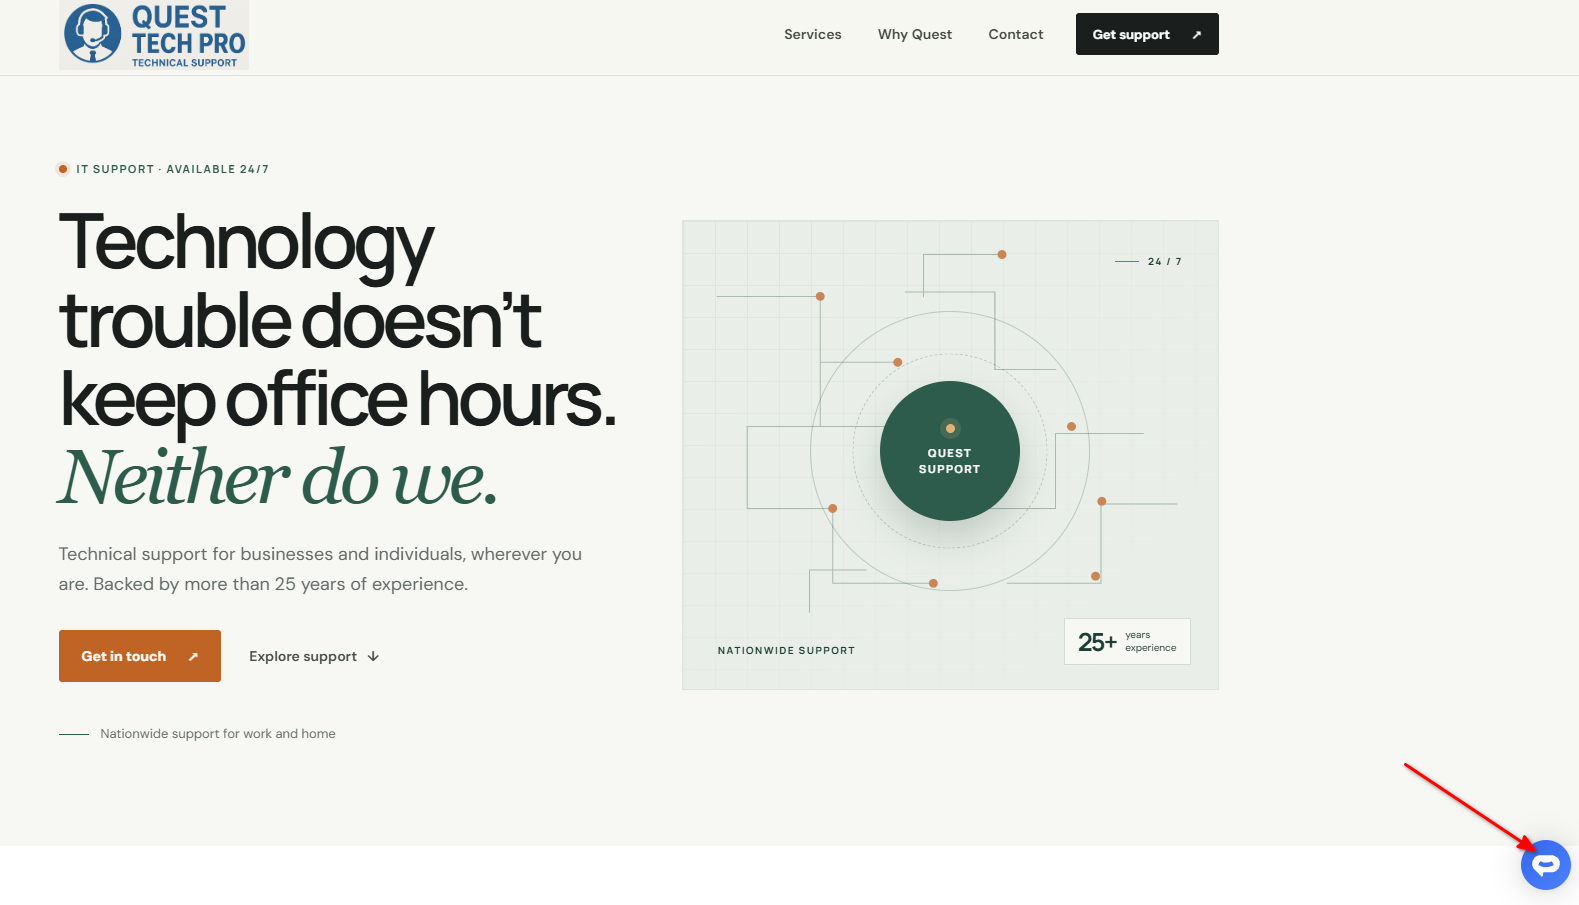 QUEST
TECH PRO
TECHNICAL SUPPORT
Services
Why Quest
Contact
Get support ↗
IT SUPPORT · AVAILABLE 24/7
Technology
trouble doesn’t
keep office hours.
Neither do we.
Technical support for businesses and individuals, wherever you
are. Backed by more than 25 years of experience.
Get in touch ↗
Explore support ↓
Nationwide support for work and home
24 / 7
QUEST
SUPPORT
NATIONWIDE SUPPORT
25+
years
experience